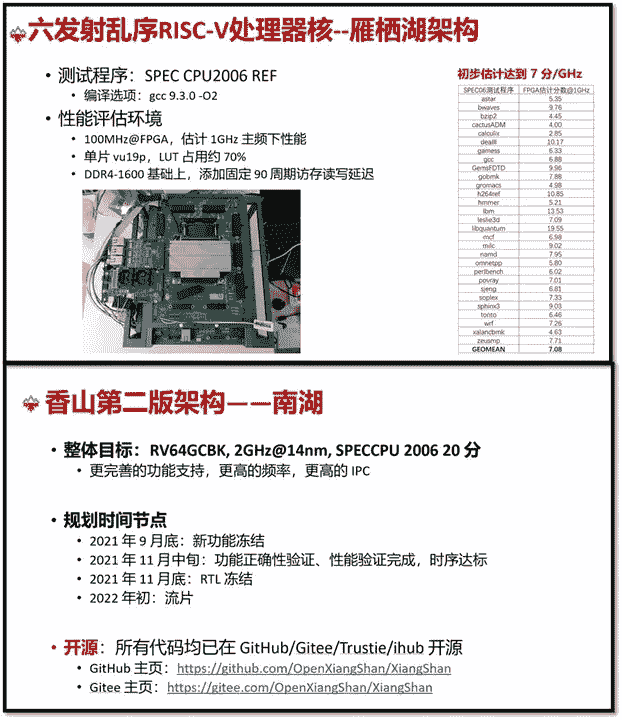 六发射乱序RISC-V处理器核--雁栖湖架构
• 测试程序：SPEC CPU2006 REF
• 编译选项：gcc 9.3.0 -O2
• 性能评估环境
• 100MHz@FPGA，估计 1GHz 主频下性能
• 单片 vu19p，LUT 占用约 70%
• DDR4-1600 基础上，添加固定 90 周期访存读写延迟
初步估计达到 7 分/GHz
SPEC06测试程序 FPGA估计分数@1GHz
astar 5.35
bwaves 9.76
bzip2 4.45
cactusADM 4.00
calculix 2.85
dealII 10.17
gamess 6.33
gcc 6.88
GemsFDTD 9.96
gobmk 7.88
gromacs 4.98
h264ref 10.85
hmmer 5.21
lbm 13.53
leslie3d 7.09
libquantum 19.55
mcf 6.98
milc 9.02
namd 7.95
omnetpp 5.80
perlbench 6.02
povray 7.01
sjeng 6.81
soplex 7.33
sphinx3 9.03
tonto 6.46
wrf 7.26
xalancbmk 4.63
zeusmp 7.71
GEOMEAN 7.08
香山第二版架构——南湖
• 整体目标：RV64GCBK, 2GHz@14nm, SPECCPU 2006 20 分
• 更完善的功能支持，更高的频率，更高的 IPC
• 规划时间节点
• 2021 年 9 月底：新功能冻结
• 2021 年 11 月中旬：功能正确性验证、性能验证完成，时序达标
• 2021 年 11 月底：RTL 冻结
• 2022 年初：流片
• 开源：所有代码均已在 GitHub/Gitee/Trustie/ihub 开源
• GitHub 主页：https://github.com/OpenXiangShan/XiangShan
• Gitee 主页：https://gitee.com/OpenXiangShan/XiangShan